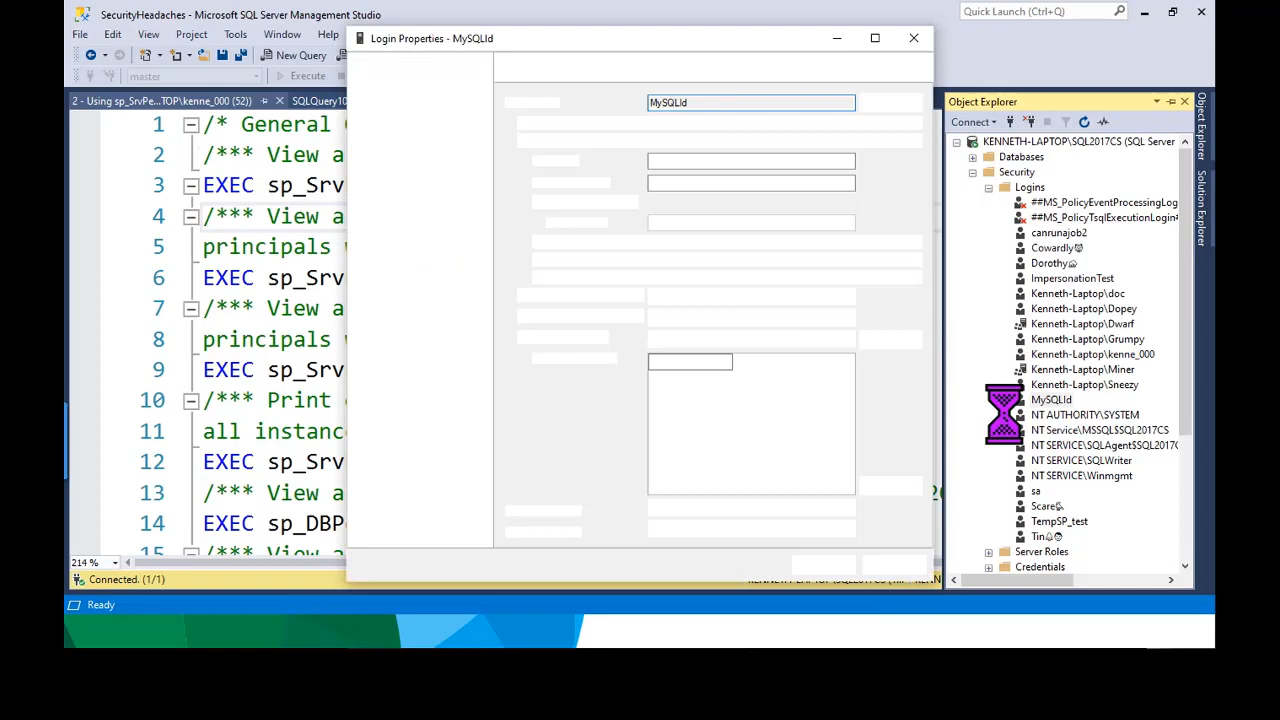 SecurityHeadaches - Microsoft SQL Server Management Studio
Quick Launch (Ctrl+Q)
File Edit View Project Tools Window Help
New Query
master
Execute
Login Properties - MySQLId
MySQLId
2 - Using sp_SrvPe...TOP\kenne_000 (52))
1 /* General
2 /*** View a
3 EXEC sp_Srv
4 /*** View a
5 principals
6 EXEC sp_Srv
7 /*** View a
8 principals
9 EXEC sp_Srv
10 /*** Print
11 all instanc
12 EXEC sp_Srv
13 /*** View a
14 EXEC sp_DBP
15 /*** View a
214 %
Connected. (1/1)
Ready
Object Explorer
Connect
KENNETH-LAPTOP\SQL2017CS (SQL Server
Databases
Security
Logins
##MS_PolicyEventProcessingLog
##MS_PolicyTsqlExecutionLogin#
canrunajob2
Cowardly🦁
Dorothy
ImpersonationTest
Kenneth-Laptop\doc
Kenneth-Laptop\Dopey
Kenneth-Laptop\Dwarf
Kenneth-Laptop\Grumpy
Kenneth-Laptop\kenne_000
Kenneth-Laptop\Miner
Kenneth-Laptop\Sneezy
MySQLId
NT AUTHORITY\SYSTEM
NT Service\MSSQL$SQL2017CS
NT SERVICE\SQLAgent$SQL2017C
NT SERVICE\SQLWriter
NT SERVICE\Winmgmt
sa
Scare
TempSP_test
Tin
Server Roles
Credentials
Object Explorer
Solution Explorer